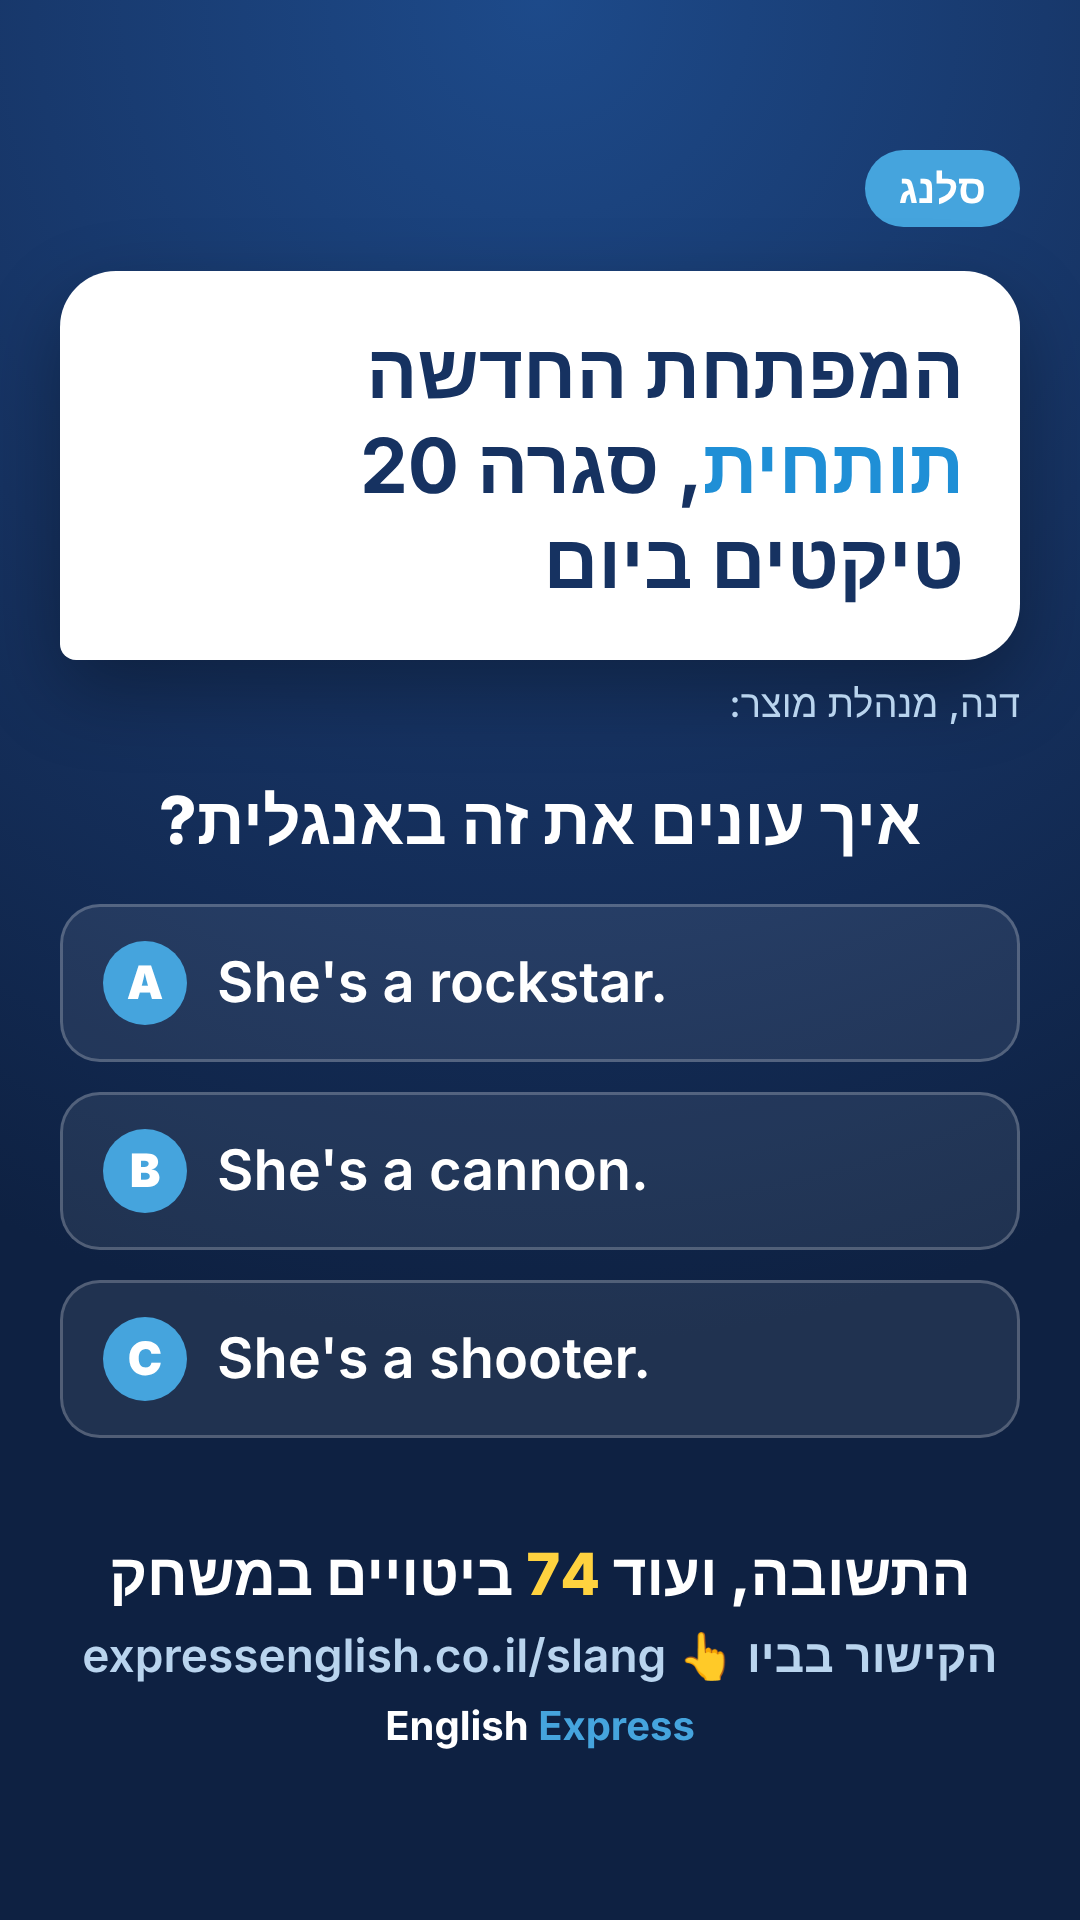 סלנג
המפתחת החדשה
תותחית, סגרה 20
טיקטים ביום
דנה, מנהלת מוצר:
איך עונים את זה באנגלית?
A She's a rockstar.
B She's a cannon.
C She's a shooter.
התשובה, ועוד 74 ביטויים במשחק
הקישור בביו 👆 expressenglish.co.il/slang
English Express